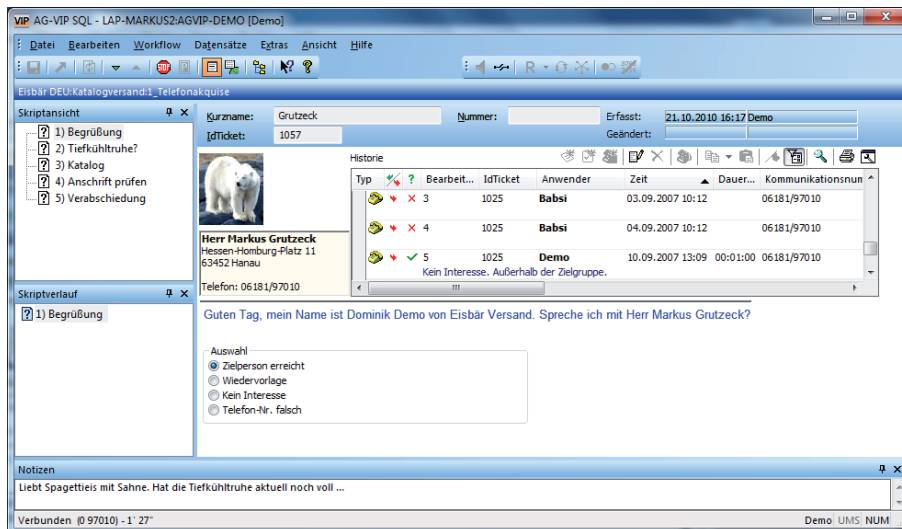 VIP AG-VIP SQL - LAP-MARKUS2:AGVIP-DEMO [Demo]
Datei Bearbeiten Workflow Datensätze Extras Ansicht Hilfe
STOP R
Eisbär DEU:Katalogversand:1_Telefonakquise
Skriptansicht
? 1) Begrüßung
? 2) Tiefkühltruhe?
? 3) Katalog
? 4) Anschrift prüfen
? 5) Verabschiedung
Kurzname: Grutzeck Nummer: Erfasst: 21.10.2010 16:17 Demo
IdTicket: 1057 Geändert:
Historie
Typ ? Bearbeit... IdTicket Anwender Zeit Dauer... Kommunikationsnum
3 1025 Babsi 03.09.2007 10:12 06181/97010
4 1025 Babsi 04.09.2007 10:12 06181/97010
5 1025 Demo 10.09.2007 13:09 00:01:00 06181/97010
Kein Interesse. Außerhalb der Zielgruppe.
Herr Markus Grutzeck
Hessen-Homburg-Platz 11
63452 Hanau
Telefon: 06181/97010
Skriptverlauf
? 1) Begrüßung
Guten Tag, mein Name ist Dominik Demo von Eisbär Versand. Spreche ich mit Herr Markus Grutzeck?
Auswahl
Zielperson erreicht
Wiedervorlage
Kein Interesse
Telefon-Nr. falsch
Notizen
Liebt Spagettieis mit Sahne. Hat die Tiefkühltruhe aktuell noch voll ...
Verbunden (0 97010) - 1' 27" Demo UMS NUM